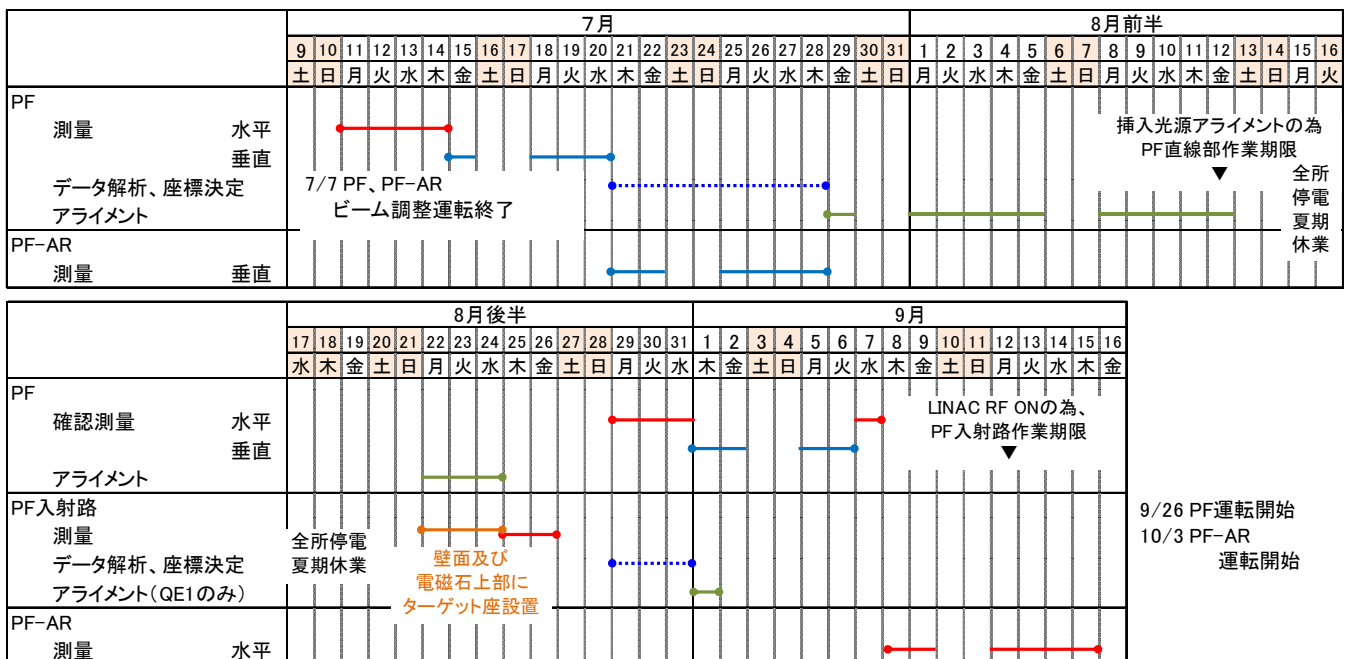 7月 8月前半
9 10 11 12 13 14 15 16 17 18 19 20 21 22 23 24 25 26 27 28 29 30 31 1 2 3 4 5 6 7 8 9 10 11 12 13 14 15 16
土 日 月 火 水 木 金 土 日 月 火 水 木 金 土 日 月 火 水 木 金 土 日 月 火 水 木 金 土 日 月 火 水 木 金 土 日 月 火
PF
測量 水平
垂直
データ解析、座標決定
アライメント
7/7 PF、PF-AR
ビーム調整運転終了
挿入光源アライメントの為
PF直線部作業期限
▼
全所
停電
夏期
休業
PF-AR
測量 垂直
8月後半 9月
17 18 19 20 21 22 23 24 25 26 27 28 29 30 31 1 2 3 4 5 6 7 8 9 10 11 12 13 14 15 16
水 木 金 土 日 月 火 水 木 金 土 日 月 火 水 木 金 土 日 月 火 水 木 金 土 日 月 火 水 木 金
PF
確認測量 水平
垂直
アライメント
LINAC RF ONの為、
PF入射路作業期限
▼
PF入射路
測量
データ解析、座標決定
アライメント(QE1のみ)
全所停電
夏期休業
壁面及び
電磁石上部に
ターゲット座設置
PF-AR
測量 水平
9/26 PF運転開始
10/3 PF-AR
運転開始